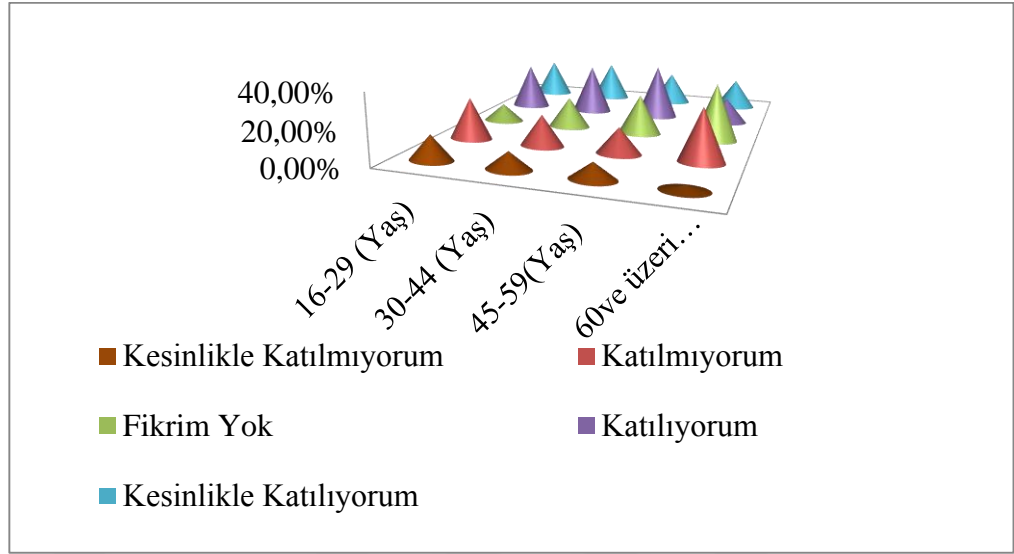 40,00%
20,00%
0,00%
16-29 (Yaş)
30-44 (Yaş)
45-59(Yaş)
60ve üzeri…
Kesinlikle Katılmıyorum
Katılmıyorum
Fikrim Yok
Katılıyorum
Kesinlikle Katılıyorum